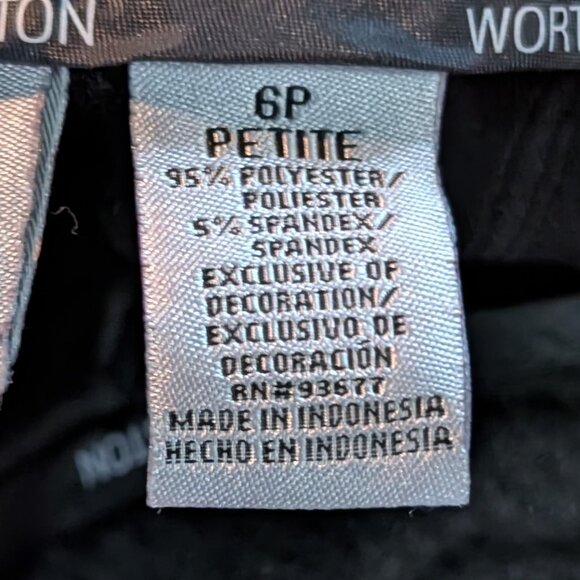 TON WORT
6P
PETITE
95% POLYESTER/
POLIESTER
5% SPANDEX/
SPANDEX
EXCLUSIVE OF
DECORATION/
EXCLUSIVO DE
DECORACIÓN
RN#93677
MADE IN INDONESIA
HECHO EN INDONESIA
TON